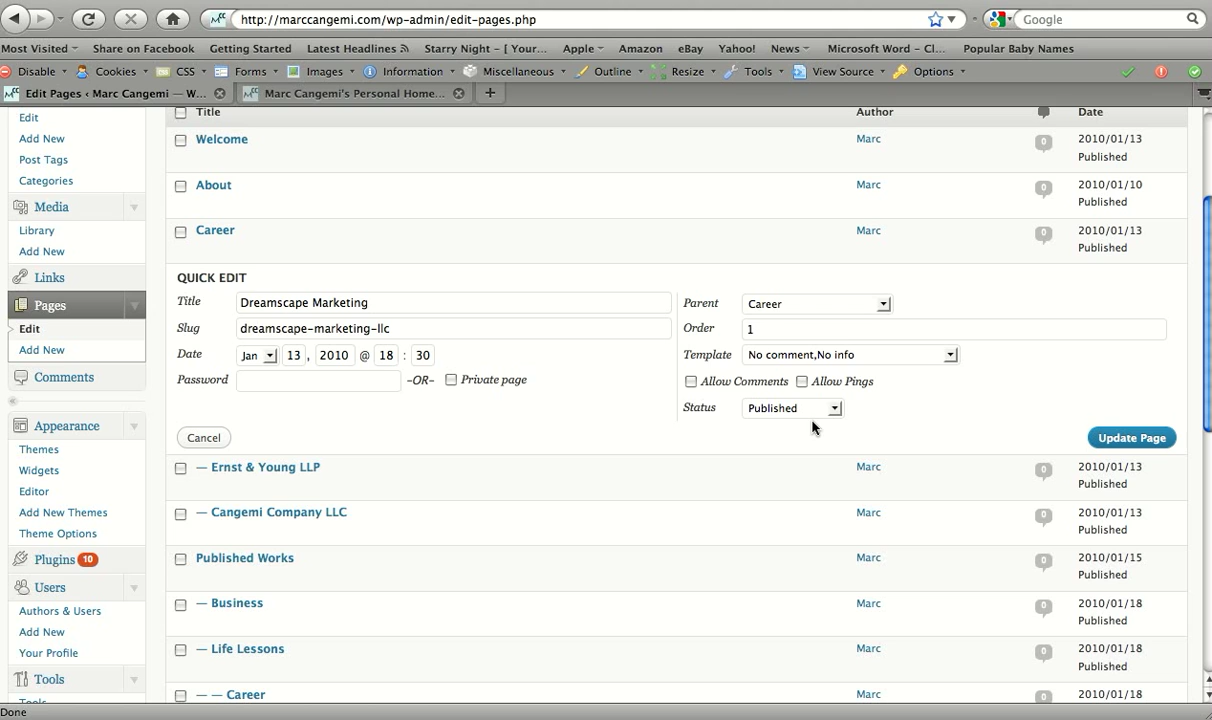 http://marccangemi.com/wp-admin/edit-pages.php
Google
Most Visited
Share on Facebook
Getting Started
Latest Headlines
Starry Night – [ Your...
Apple
Amazon
eBay
Yahoo!
News
Microsoft Word – Cl...
Popular Baby Names
Disable
Cookies
CSS
Forms
Images
Information
Miscellaneous
Outline
Resize
Tools
View Source
Options
Edit Pages ‹ Marc Cangemi — W...
Marc Cangemi's Personal Home...
Edit
Add New
Post Tags
Categories
Media
Library
Add New
Links
Pages
Edit
Add New
Comments
Appearance
Themes
Widgets
Editor
Add New Themes
Theme Options
Plugins 10
Users
Authors & Users
Add New
Your Profile
Tools
Title Author Date
Welcome Marc 0 2010/01/13
Published
About Marc 0 2010/01/10
Published
Career Marc 0 2010/01/13
Published
QUICK EDIT
Title Dreamscape Marketing
Slug dreamscape-marketing-llc
Date Jan 13 , 2010 @ 18 : 30
Password –OR– Private page
Parent Career
Order 1
Template No comment,No info
Allow Comments Allow Pings
Status Published
Cancel Update Page
— Ernst & Young LLP Marc 0 2010/01/13
Published
— Cangemi Company LLC Marc 0 2010/01/13
Published
Published Works Marc 0 2010/01/15
Published
— Business Marc 0 2010/01/18
Published
— Life Lessons Marc 0 2010/01/18
Published
— — Career Marc 0 2010/01/18
Done